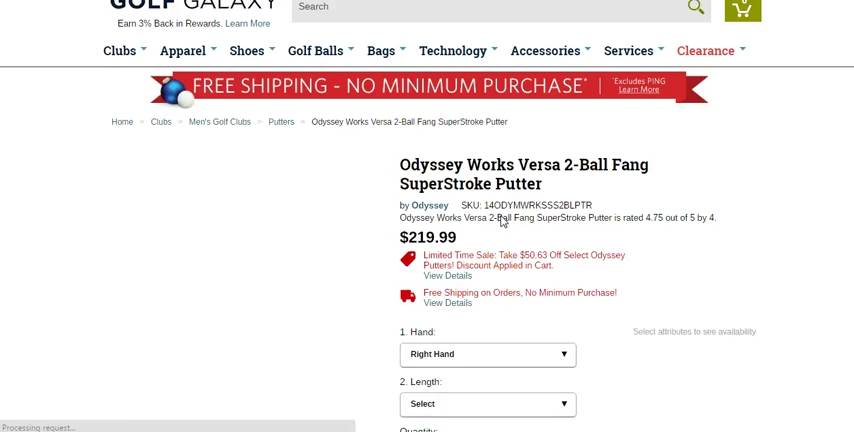 GOLF GALAXY
Search
0
Earn 3% Back in Rewards. Learn More
Clubs Apparel Shoes Golf Balls Bags Technology Accessories Services Clearance
FREE SHIPPING - NO MINIMUM PURCHASE* | *Excludes PING
Learn More
Home > Clubs > Men's Golf Clubs > Putters > Odyssey Works Versa 2-Ball Fang SuperStroke Putter
Odyssey Works Versa 2-Ball Fang
SuperStroke Putter
by Odyssey SKU: 14ODYMWRKSSS2BLPTR
Odyssey Works Versa 2-Ball Fang SuperStroke Putter is rated 4.75 out of 5 by 4.
$219.99
Limited Time Sale: Take $50.63 Off Select Odyssey
Putters! Discount Applied in Cart.
View Details
Free Shipping on Orders, No Minimum Purchase!
View Details
1. Hand:
Select attributes to see availability
Right Hand
2. Length:
Select
Quantity:
Processing request...